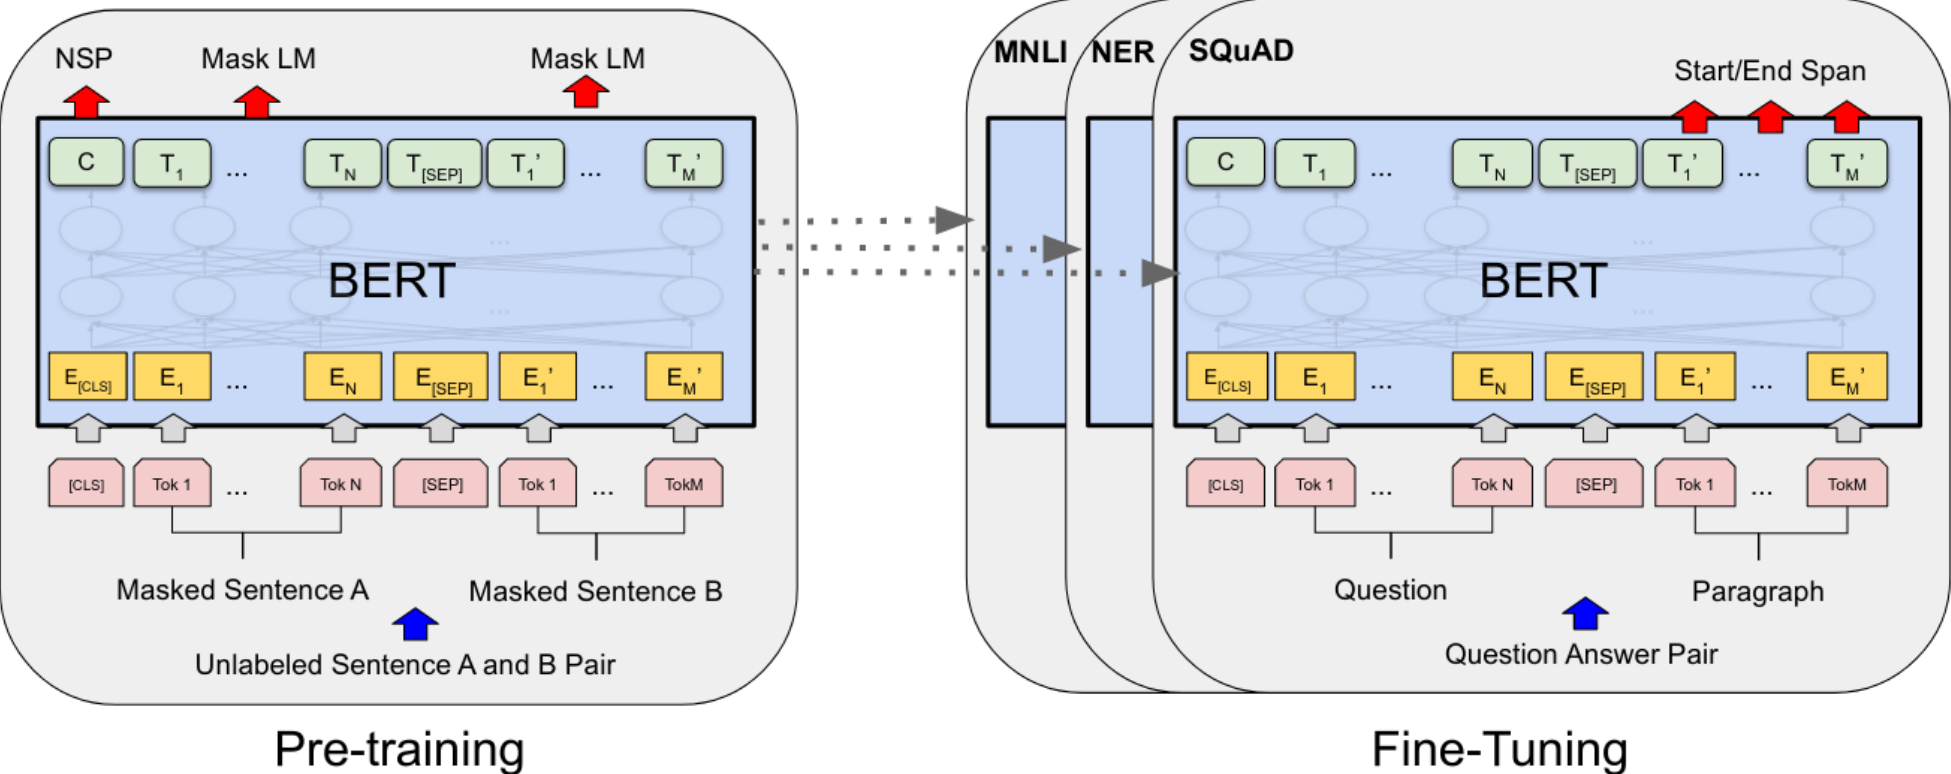 NSP Mask LM Mask LM
C T1 ... TN T[SEP] T1’ ... TM’
...
BERT
...
E[CLS] E1 ... EN E[SEP] E1’ ... EM’
[CLS] Tok 1 ... Tok N [SEP] Tok 1 ... TokM
Masked Sentence A Masked Sentence B
Unlabeled Sentence A and B Pair
Pre-training
MNLI NER SQuAD
Start/End Span
C T1 ... TN T[SEP] T1’ ... TM’
...
BERT
...
E[CLS] E1 ... EN E[SEP] E1’ ... EM’
[CLS] Tok 1 ... Tok N [SEP] Tok 1 ... TokM
Question Paragraph
Question Answer Pair
Fine-Tuning